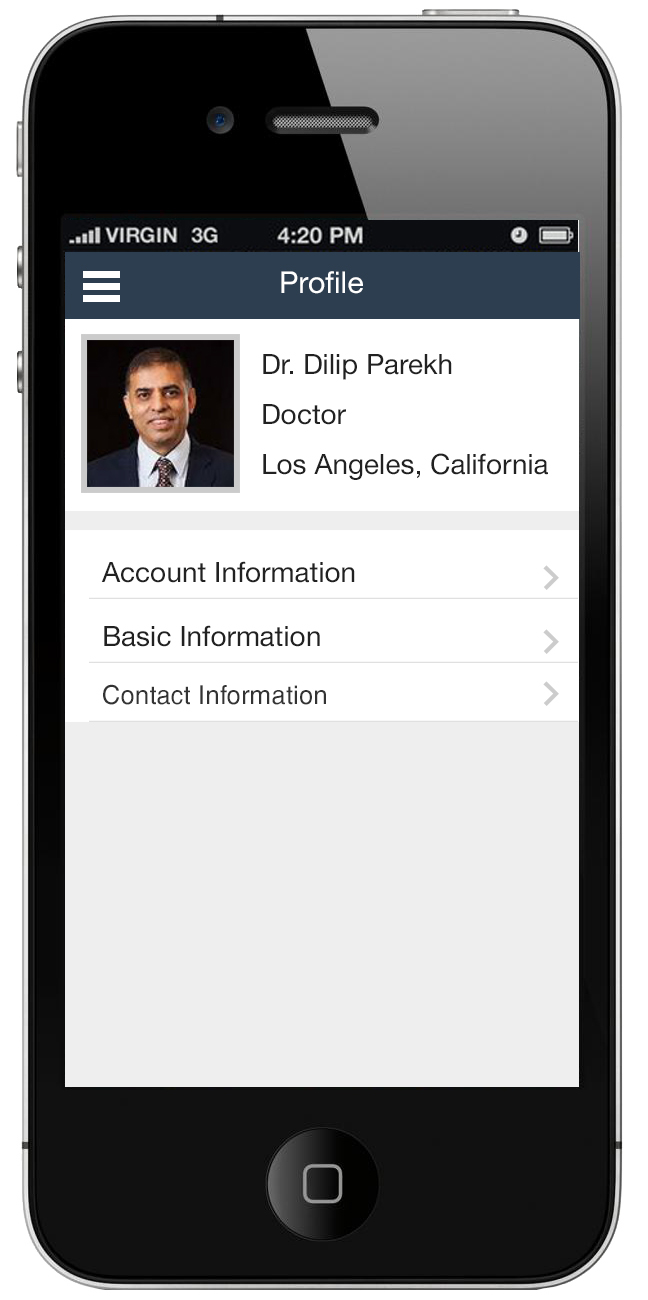 VIRGIN 3G 4:20 PM
Profile
Dr. Dilip Parekh
Doctor
Los Angeles, California
Account Information
Basic Information
Contact Information